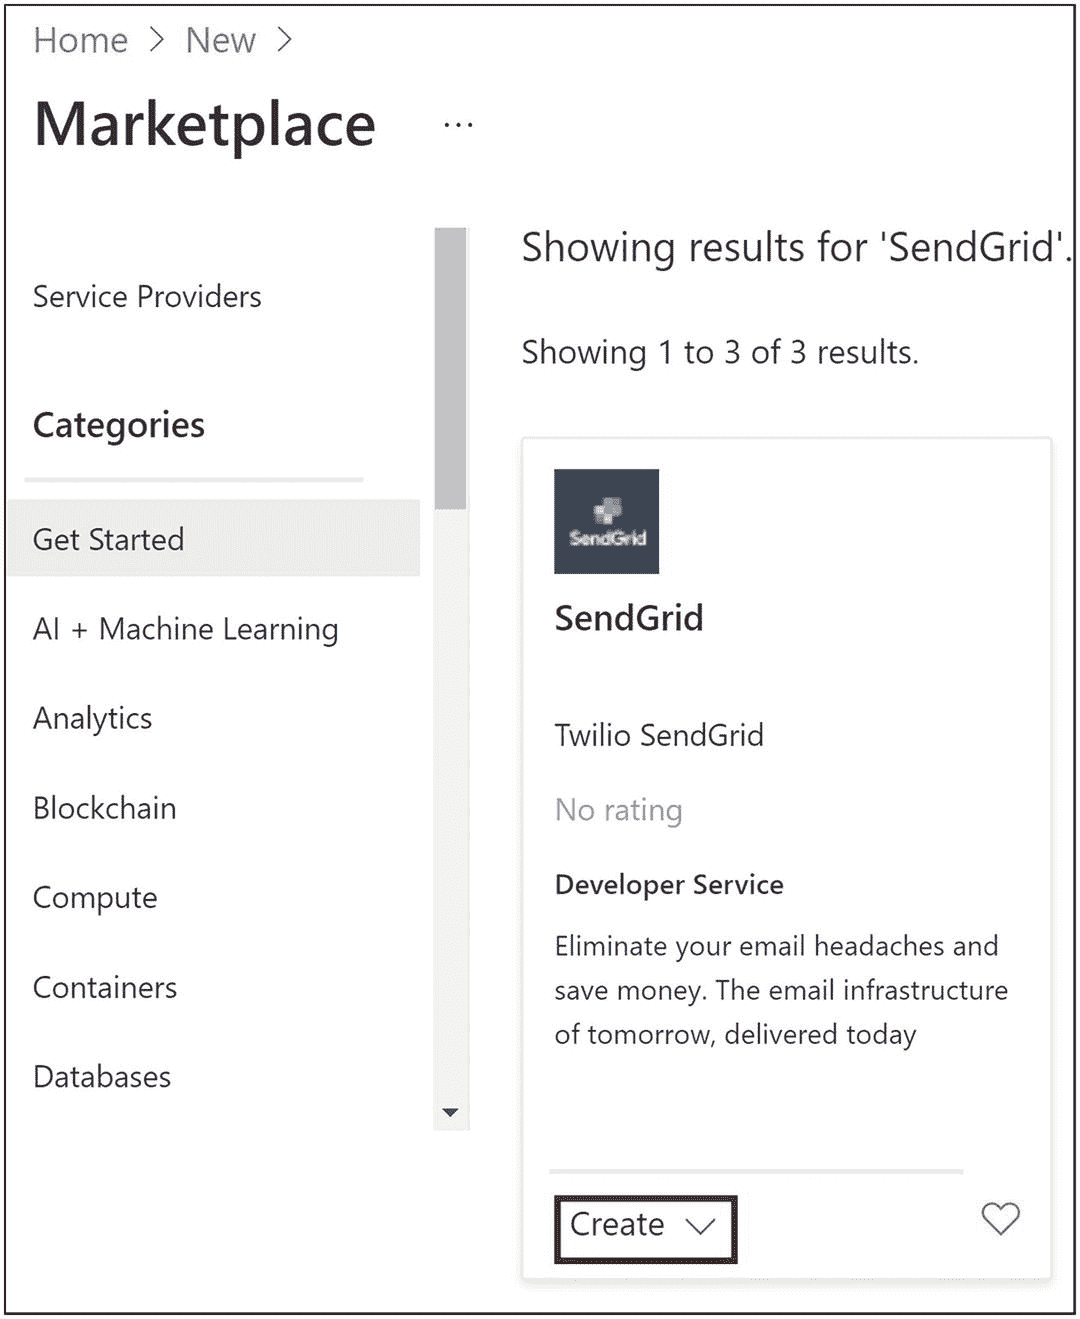 Home > New >
Marketplace ...
Service Providers
Categories
Get Started
AI + Machine Learning
Analytics
Blockchain
Compute
Containers
Databases
Showing results for 'SendGrid'.
Showing 1 to 3 of 3 results.
SendGrid
SendGrid
Twilio SendGrid
No rating
Developer Service
Eliminate your email headaches and
save money. The email infrastructure
of tomorrow, delivered today
Create